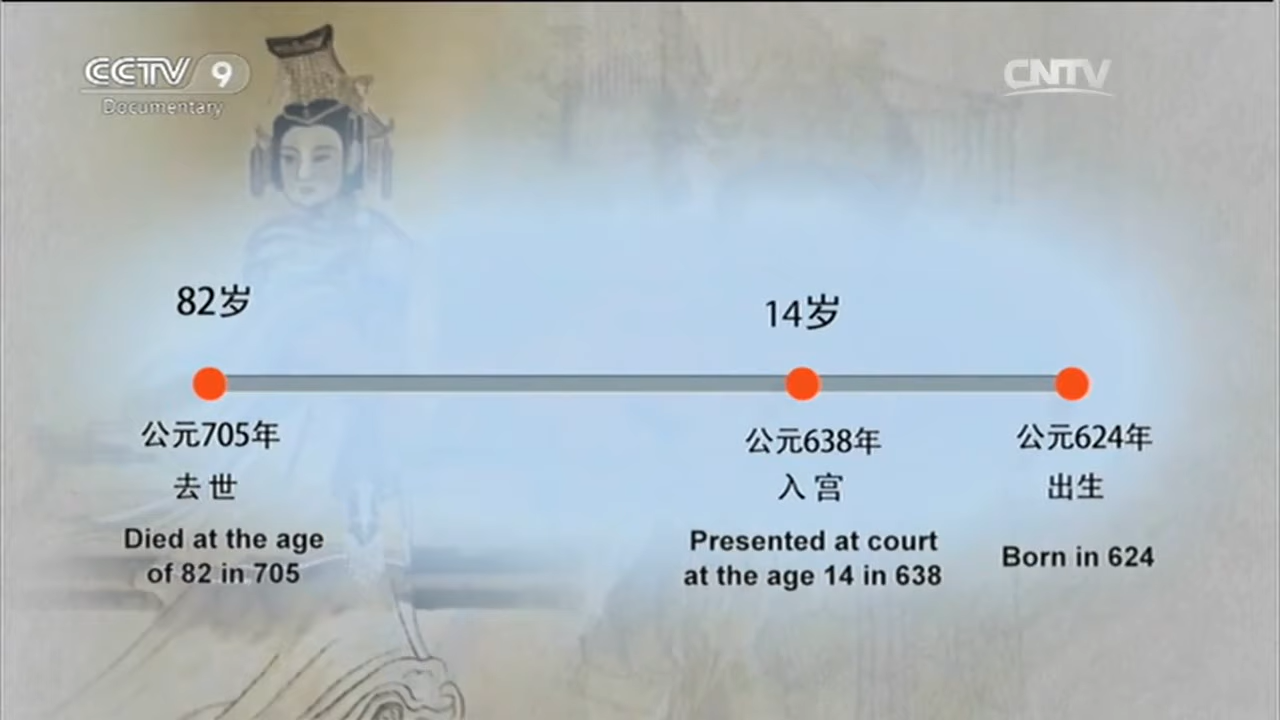 CCTV 9
Documentary
CNTV
82岁
14岁
公元705年
公元638年
公元624年
去世
入宫
出生
Died at the age
of 82 in 705
Presented at court
at the age 14 in 638
Born in 624